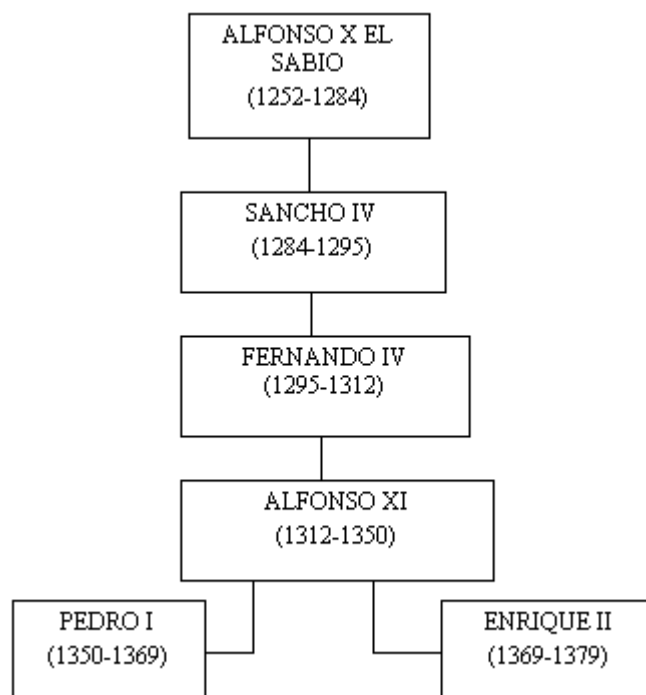 ALFONSO X EL
SABIO
(1252-1284)
SANCHO IV
(1284-1295)
FERNANDO IV
(1295-1312)
ALFONSO XI
(1312-1350)
PEDRO I
(1350-1369)
ENRIQUE II
(1369-1379)